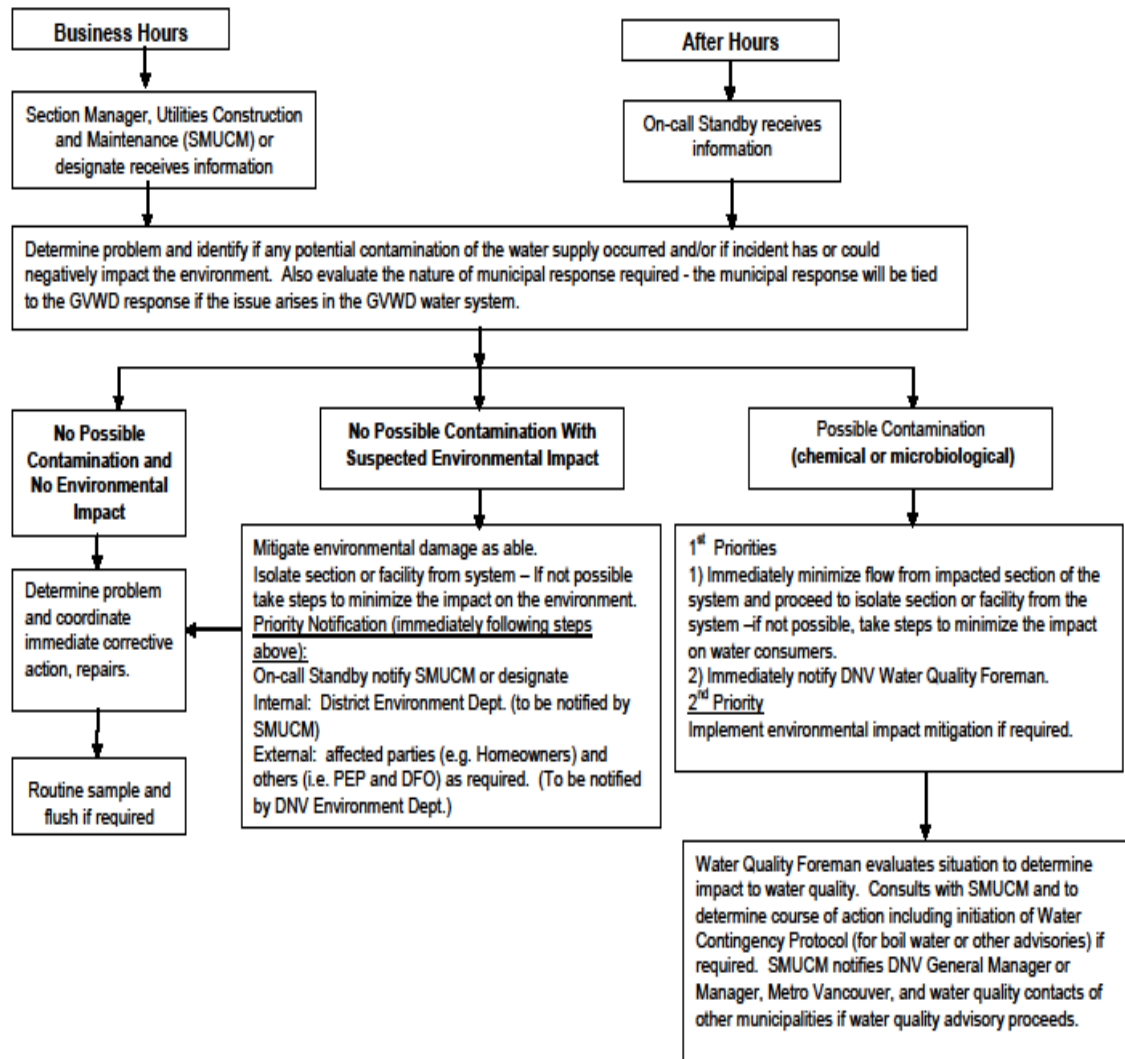 Business Hours
After Hours
Section Manager, Utilities Construction
and Maintenance (SMUCM) or
designate receives information
On-call Standby receives
information
Determine problem and identify if any potential contamination of the water supply occurred and/or if incident has or could
negatively impact the environment. Also evaluate the nature of municipal response required - the municipal response will be tied
to the GVWD response if the issue arises in the GVWD water system.
No Possible
Contamination and
No Environmental
Impact
No Possible Contamination With
Suspected Environmental Impact
Possible Contamination
(chemical or microbiological)
Determine problem
and coordinate
immediate corrective
action, repairs.
Routine sample and
flush if required
Mitigate environmental damage as able.
Isolate section or facility from system – If not possible
take steps to minimize the impact on the environment.
Priority Notification (immediately following steps
above):
On-call Standby notify SMUCM or designate
Internal: District Environment Dept. (to be notified by
SMUCM)
External: affected parties (e.g. Homeowners) and
others (i.e. PEP and DFO) as required. (To be notified
by DNV Environment Dept.)
1st Priorities
1) Immediately minimize flow from impacted section of the
system and proceed to isolate section or facility from the
system –if not possible, take steps to minimize the impact
on water consumers.
2) Immediately notify DNV Water Quality Foreman.
2nd Priority
Implement environmental impact mitigation if required.
Water Quality Foreman evaluates situation to determine
impact to water quality. Consults with SMUCM and to
determine course of action including initiation of Water
Contingency Protocol (for boil water or other advisories) if
required. SMUCM notifies DNV General Manager or
Manager, Metro Vancouver, and water quality contacts of
other municipalities if water quality advisory proceeds.